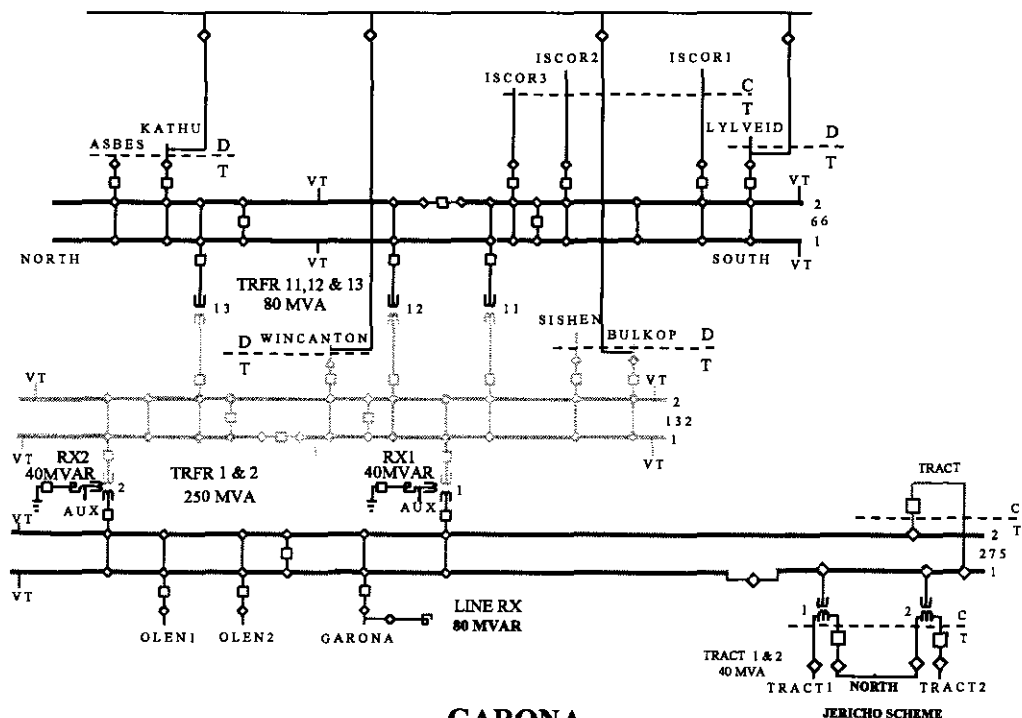 ISCOR2
ISCOR1
ISCOR3
C
T
KATHU
LYLVEID
ASBES
D
T
D
T
VT
VT
2
66
1
NORTH
VT
SOUTH
VT
TRFR 11,12 & 13
80 MVA
13
12
11
SISHEN
BULKOP
D
T
D
T
WINCANTON
VT
VT
2
132
1
VT
VT
RX2
40MVAR
TRFR 1 & 2
250 MVA
RX1
40MVAR
2
1
AUX
AUX
TRACT
VT
C
T
2
275
1
VT
LINE RX
80 MVAR
OLEN1
OLEN2
GARONA
1
2
C
T
TRACT 1 & 2
40 MVA
TRACT1
NORTH
TRACT2
JERICHO SCHEME